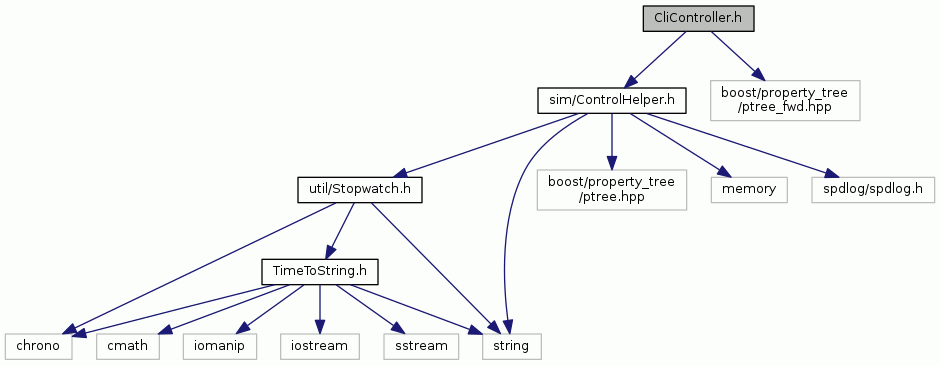 CliController.h
sim/ControlHelper.h
boost/property_tree
/ptree_fwd.hpp
util/Stopwatch.h
boost/property_tree
/ptree.hpp
memory
spdlog/spdlog.h
TimeToString.h
chrono
cmath
iomanip
iostream
sstream
string